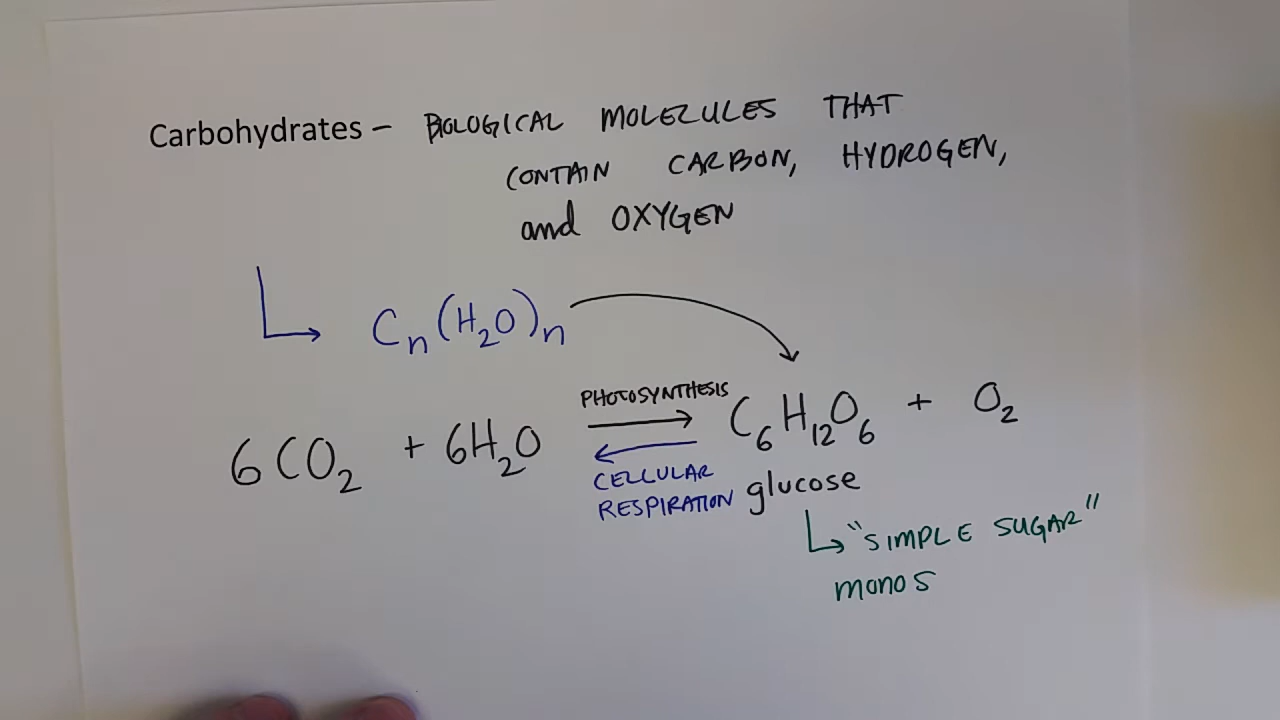 Carbohydrates – BIOLOGICAL MOLECULES THAT
CONTAIN CARBON, HYDROGEN,
and OXYGEN
Cₙ(H₂O)ₙ
PHOTOSYNTHESIS
6CO₂ + 6H₂O → C₆H₁₂O₆ + O₂
←
CELLULAR
RESPIRATION
glucose
↳ "SIMPLE SUGAR"
monos